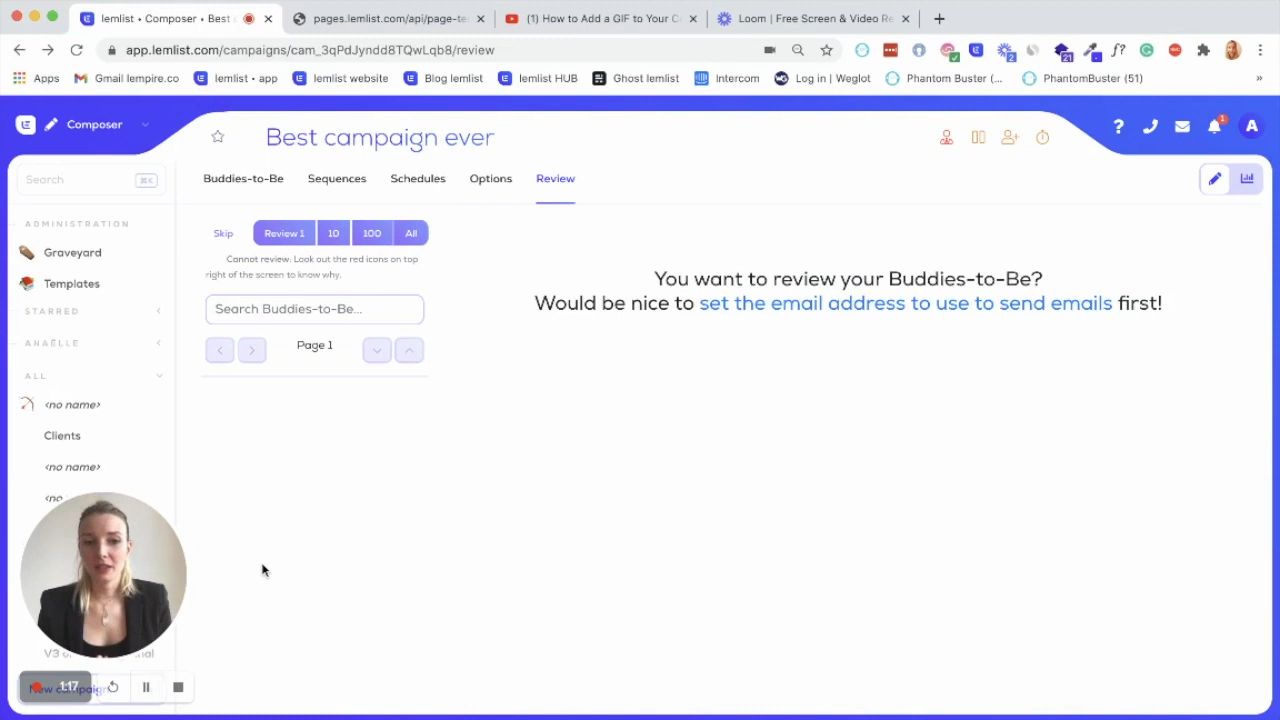 lemlist • Composer • Best c
pages.lemlist.com/api/page-te
(1) How to Add a GIF to Your C
Loom | Free Screen & Video Re
app.lemlist.com/campaigns/cam_3qPdJyndd8TQwLqb8/review
f?
2
21
Apps
Gmail lempire.co
lemlist • app
lemlist website
Blog lemlist
lemlist HUB
Ghost lemlist
Intercom
Log in | Weglot
Phantom Buster (...
PhantomBuster (51)
»
Composer
Best campaign ever
?
1
A
Search
⌘K
Buddies-to-Be
Sequences
Schedules
Options
Review
ADMINISTRATION
Graveyard
Templates
STARRED
ANAËLLE
ALL
<no name>
Clients
<no name>
<no
Skip
Review 1
10
100
All
Cannot review: Look out the red icons on top
right of the screen to know why.
Search Buddies-to-Be...
Page 1
You want to review your Buddies-to-Be?
Would be nice to set the email address to use to send emails first!
New campaign
1:17